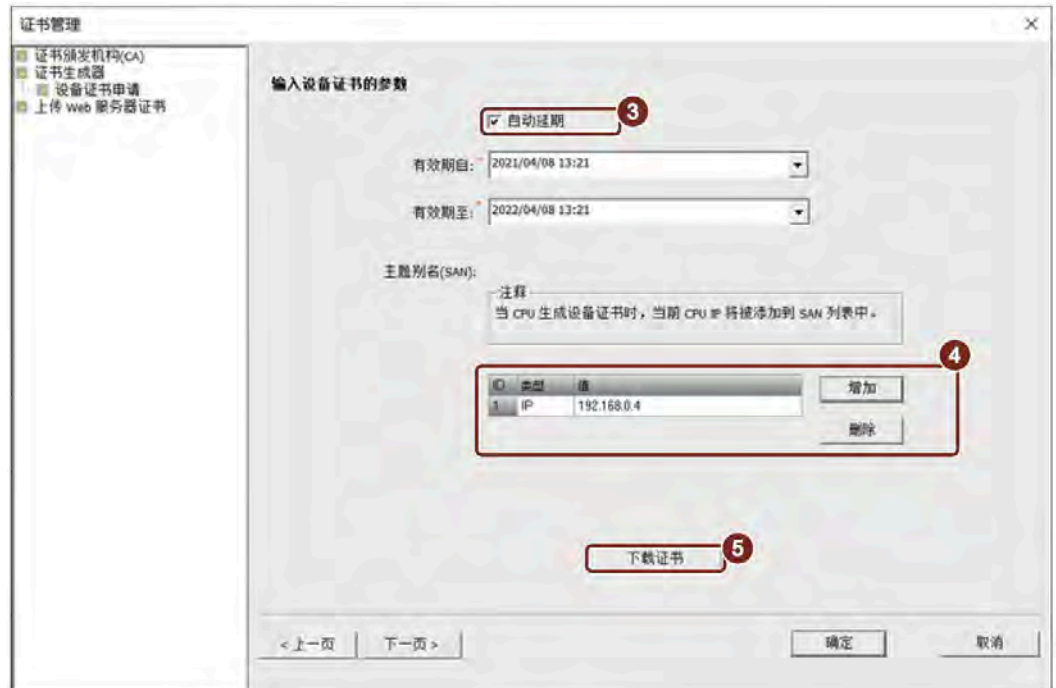 证书管理
证书颁发机构(CA)
证书生成器
设备证书申请
上传 Web 服务器证书
输入设备证书的参数
自动延期
3
有效期自:* 2021/04/08 13:21
有效期至:* 2022/04/08 13:21
主题别名(SAN):
注释
当 CPU 生成设备证书时，当前 CPU IP 将被添加到 SAN 列表中。
4
ID 类型 值
1 IP 192.168.0.4
增加
删除
下载证书
5
<上一页
下一页>
确定
取消